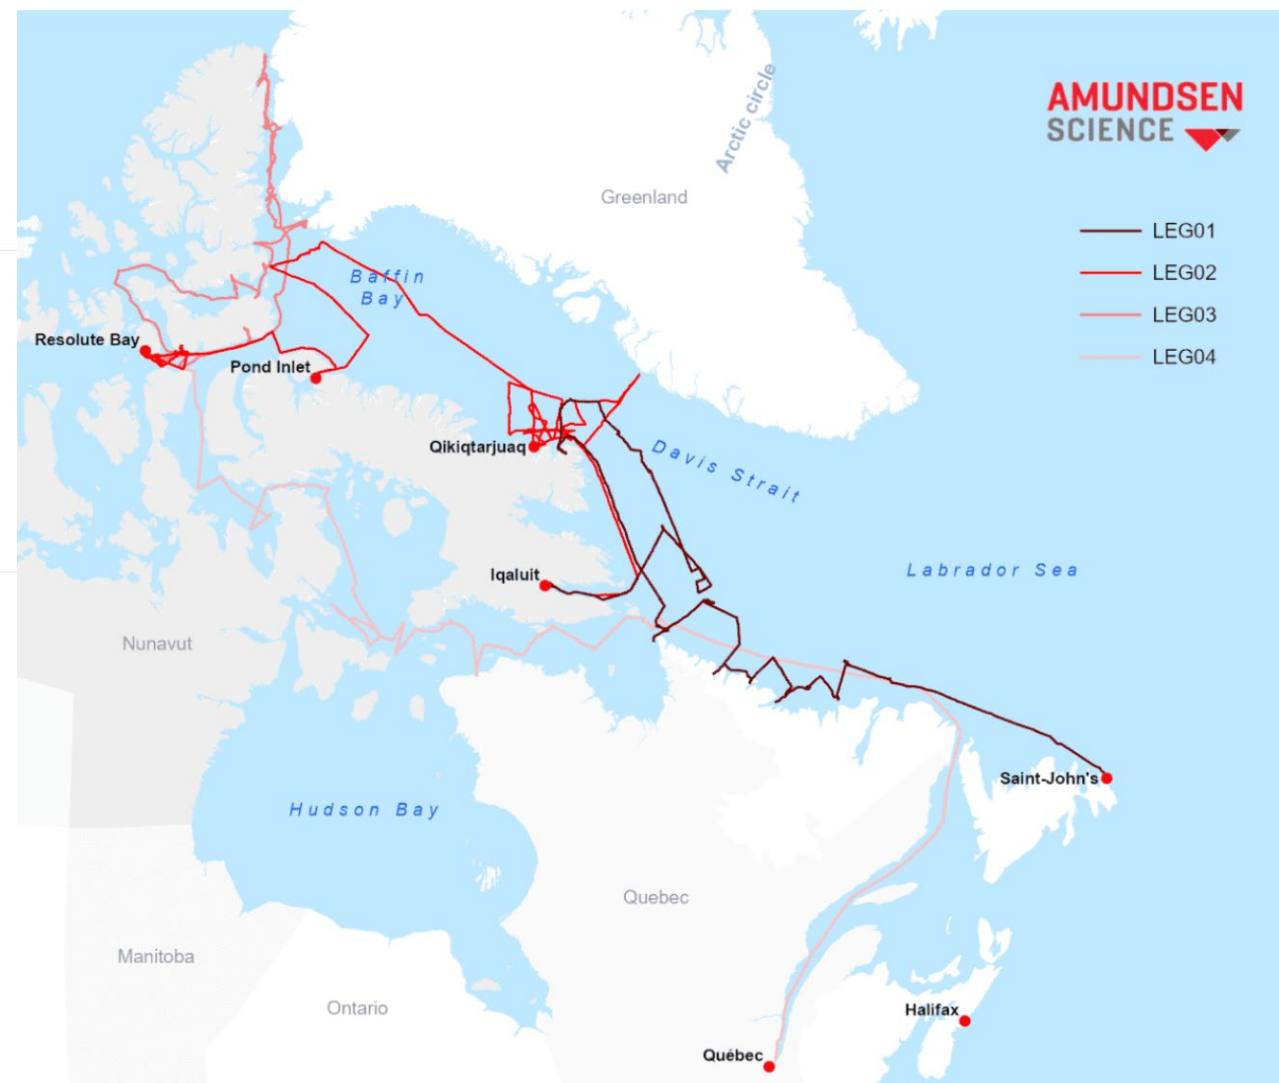 AMUNDSEN
SCIENCE
Arctic circle
Greenland
LEG01
LEG02
LEG03
LEG04
Baffin
Bay
Resolute Bay
Pond Inlet
Qikiqtarjuaq
Davis Strait
Iqaluit
Labrador Sea
Nunavut
Saint-John's
Hudson Bay
Quebec
Manitoba
Ontario
Halifax
Québec